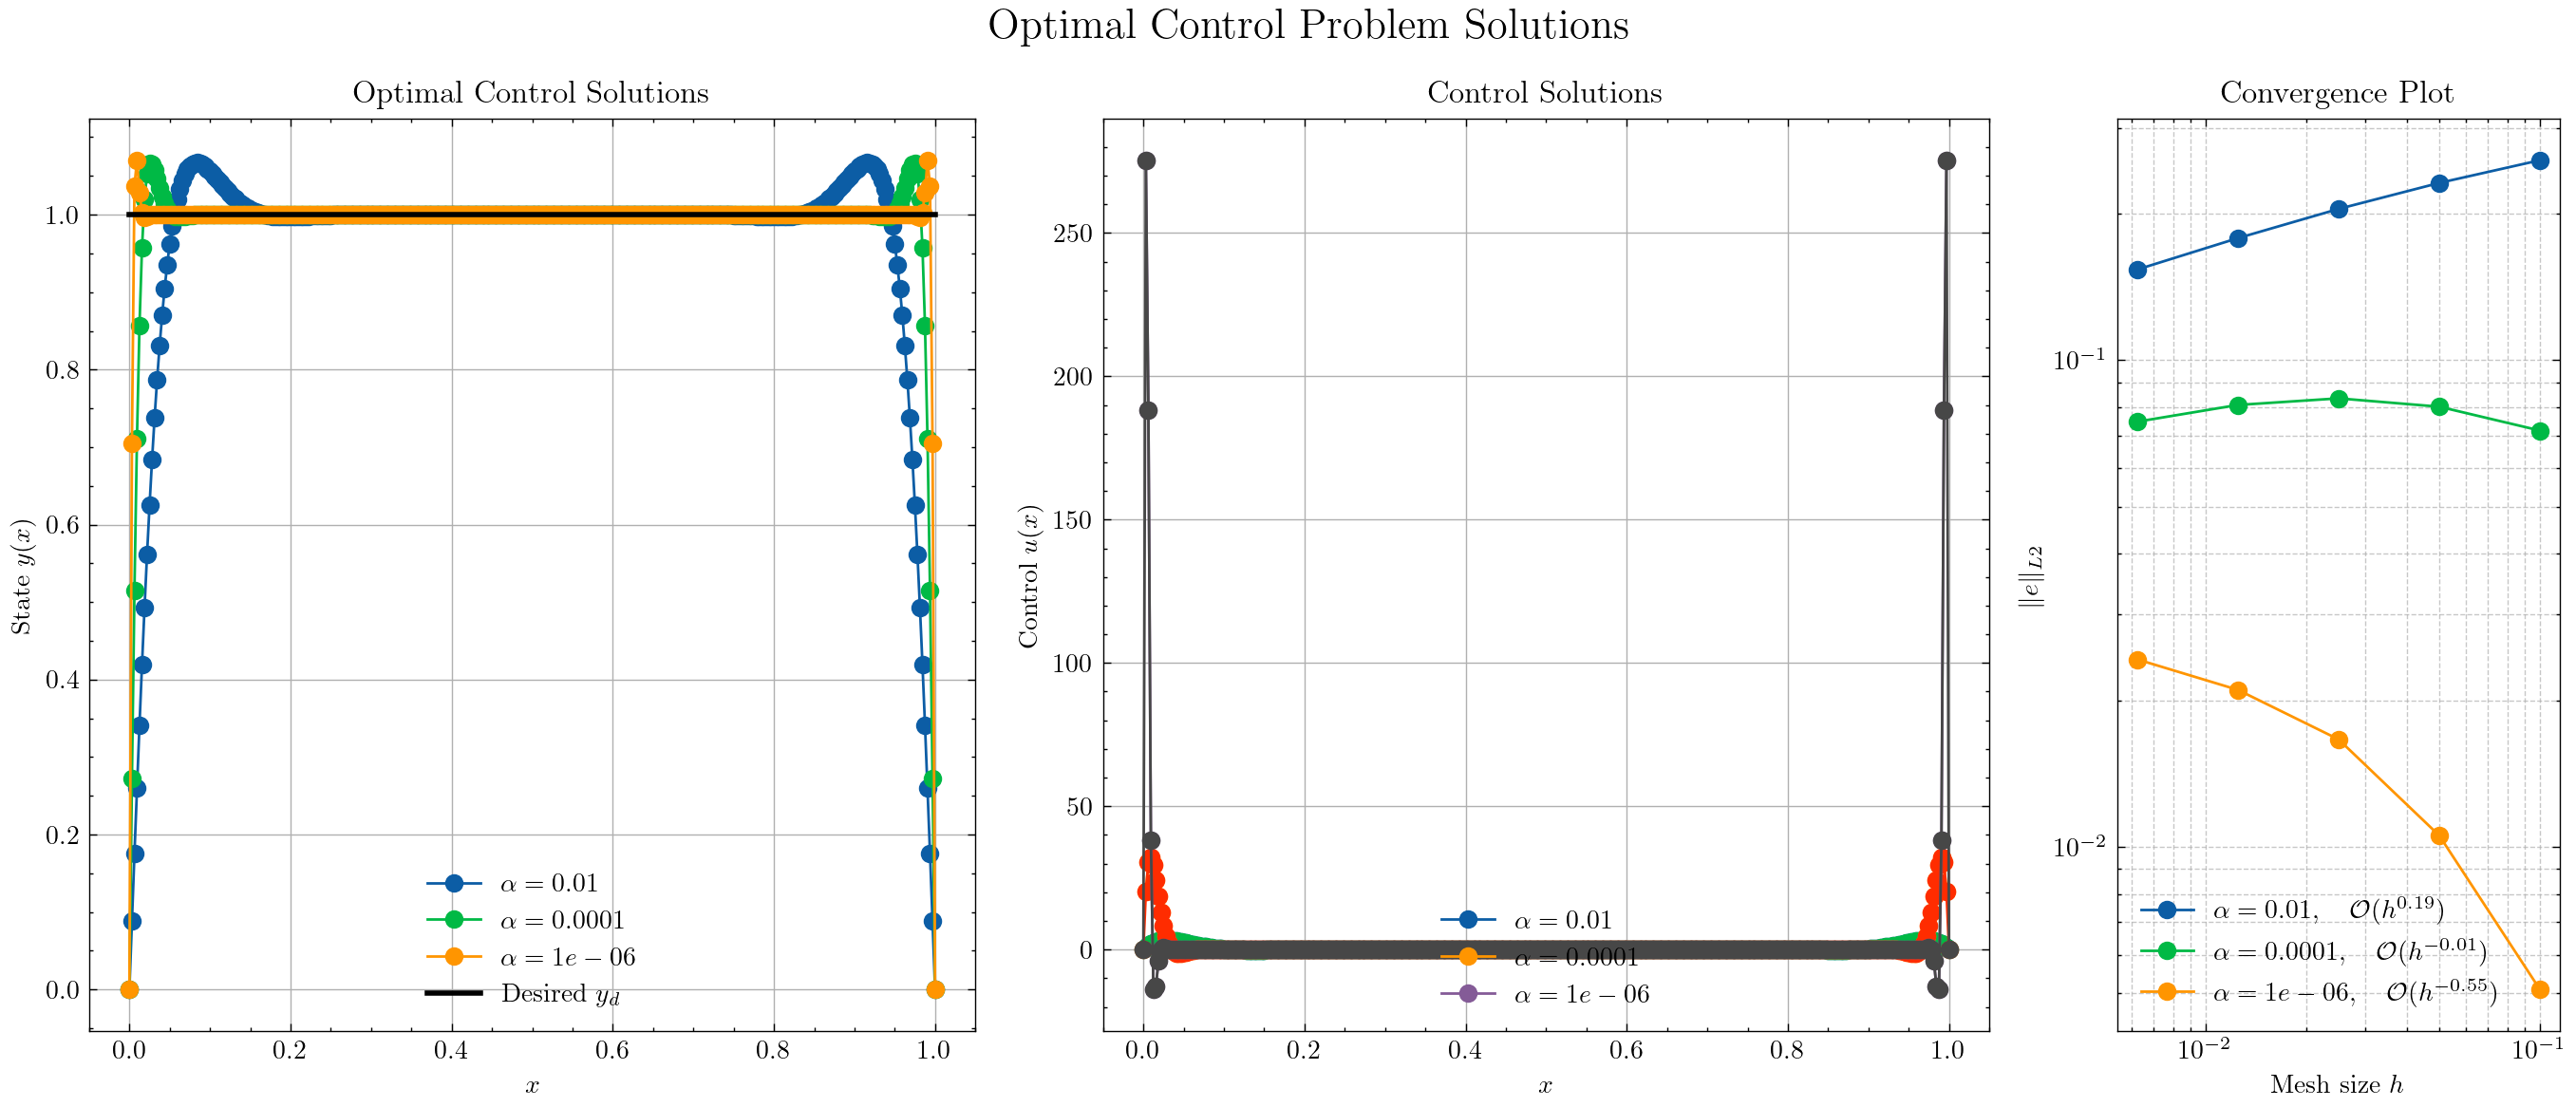 Optimal Control Problem Solutions
Optimal Control Solutions
State y(x)
1.0
0.8
0.6
0.4
0.2
0.0
0.0 0.2 0.4 0.6 0.8 1.0
x
α = 0.01
α = 0.0001
α = 1e − 06
Desired y_d
Control Solutions
Control u(x)
250
200
150
100
50
0
0.0 0.2 0.4 0.6 0.8 1.0
x
α = 0.01
α = 0.0001
α = 1e − 06
Convergence Plot
||e||_{L2}
10^{-1}
10^{-2}
10^{-2} 10^{-1}
Mesh size h
α = 0.01, O(h^{0.19})
α = 0.0001, O(h^{-0.01})
α = 1e − 06, O(h^{-0.55})